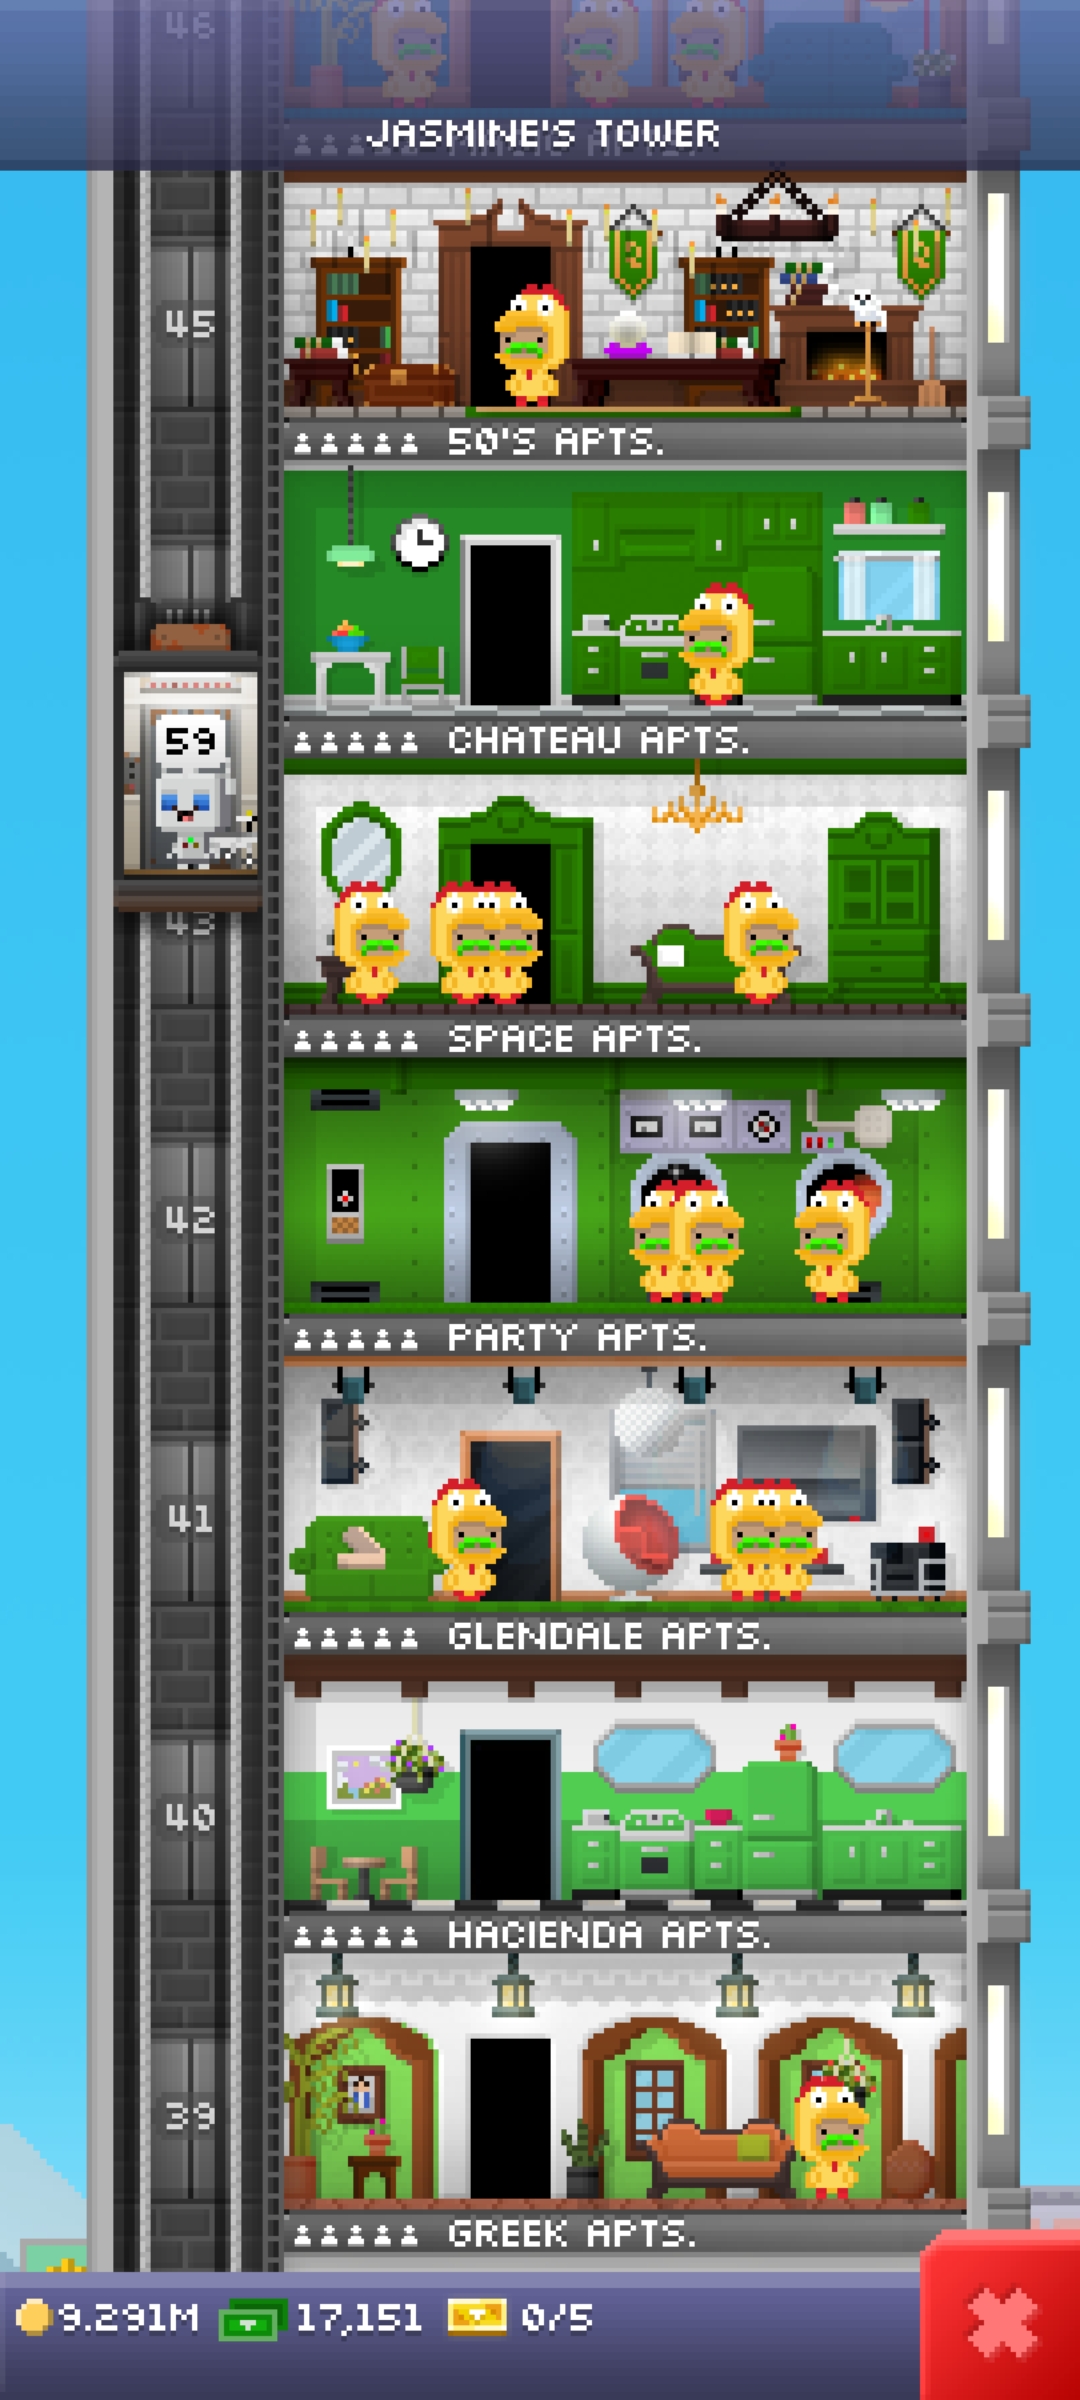 46
JASMINE'S TOWER
45
50'S APTS.
CHATEAU APTS.
59
43
SPACE APTS.
42
PARTY APTS.
41
GLENDALE APTS.
40
HACIENDA APTS.
39
GREEK APTS.
9.291M 17,151 0/5